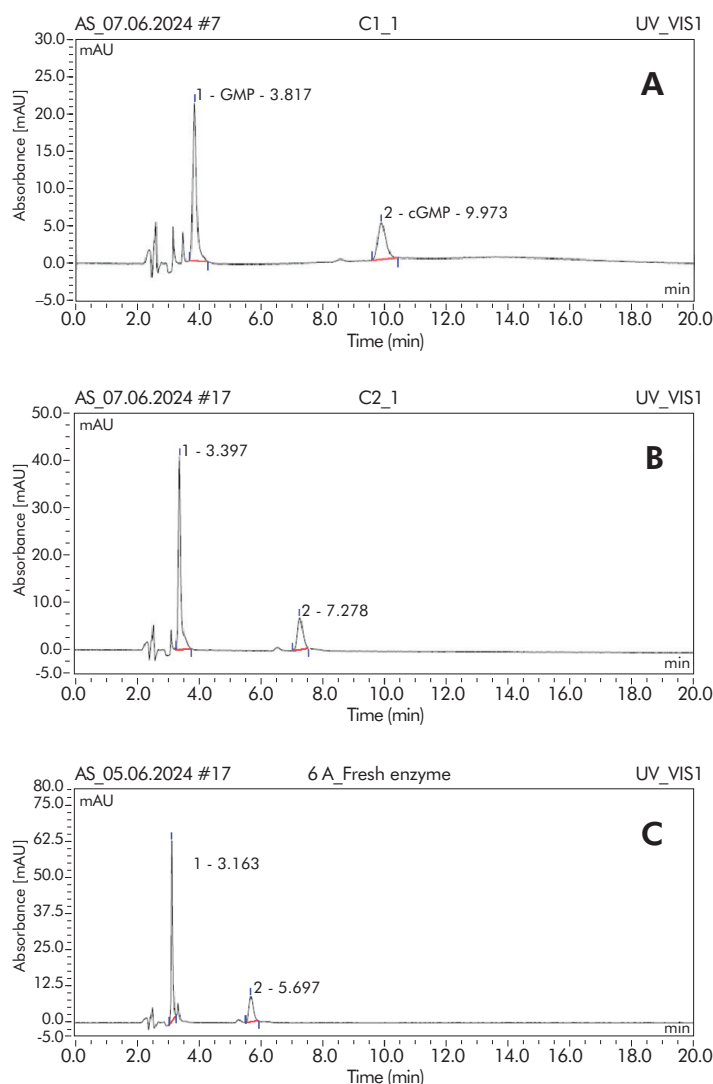 AS_07.06.2024 #7 C1_1 UV_VIS1
30.0
mAU
A
1 - GMP - 3.817
25.0
20.0
15.0
10.0
2 - cGMP - 9.973
5.0
0.0
min
–5.0
Absorbance [mAU]
0.0 2.0 4.0 6.0 8.0 10.0 12.0 14.0 16.0 18.0 20.0
Time (min)
AS_07.06.2024 #17 C2_1 UV_VIS1
50.0
mAU
B
1 - 3.397
40.0
30.0
20.0
10.0
2 - 7.278
0.0
min
-5.0
Absorbance [mAU]
0.0 2.0 4.0 6.0 8.0 10.0 12.0 14.0 16.0 18.0 20.0
Time (min)
AS_05.06.2024 #17 6 A_Fresh enzyme UV_VIS1
80.0
mAU
75.0
C
62.5
1 - 3.163
50.0
37.5
25.0
12.5
2 - 5.697
0.0
min
-5.0
Absorbance [mAU]
0.0 2.0 4.0 6.0 8.0 10.0 12.0 14.0 16.0 18.0 20.0
Time (min)